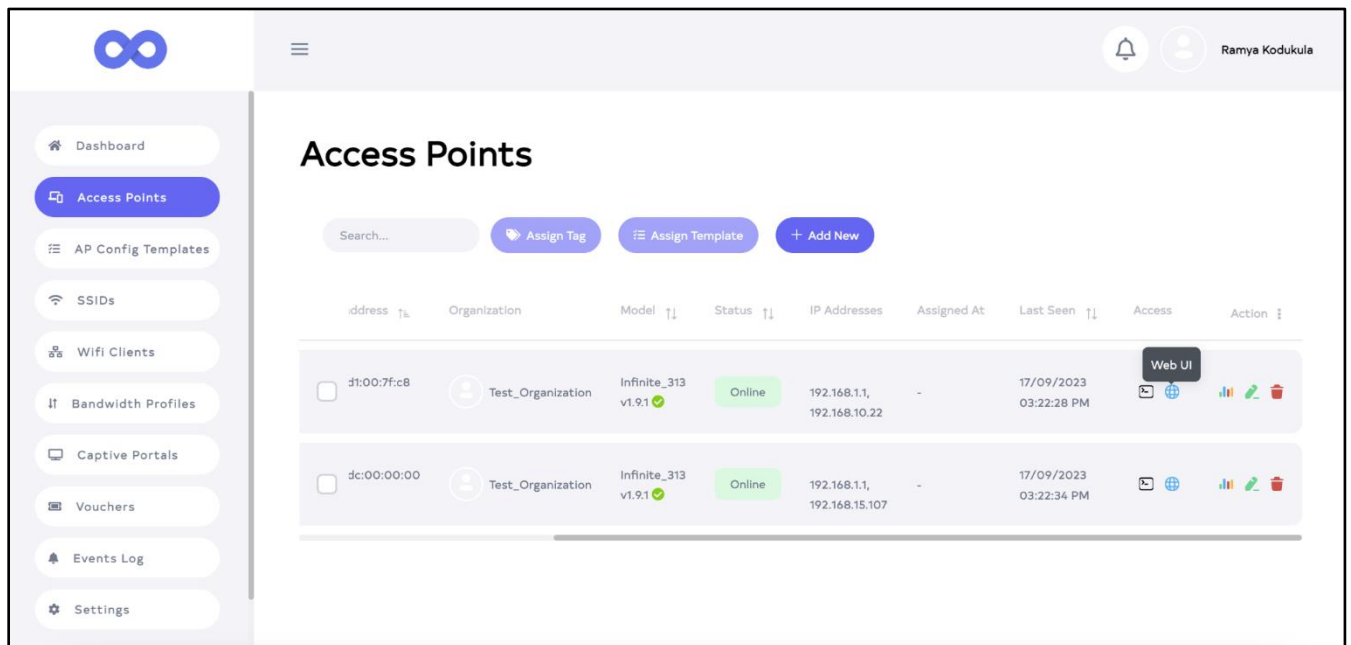 Ramya Kodukula
Dashboard
Access Points
AP Config Templates
SSIDs
Wifi Clients
Bandwidth Profiles
Captive Portals
Vouchers
Events Log
Settings
Access Points
Search...
Assign Tag
Assign Template
+ Add New
ddress Organization Model Status IP Addresses Assigned At Last Seen Access Action
Web UI
d1:00:7f:c8 Test_Organization Infinite_313 Online 192.168.1.1, - 17/09/2023
v1.9.1 192.168.10.22 03:22:28 PM
dc:00:00:00 Test_Organization Infinite_313 Online 192.168.1.1, - 17/09/2023
v1.9.1 192.168.15.107 03:22:34 PM